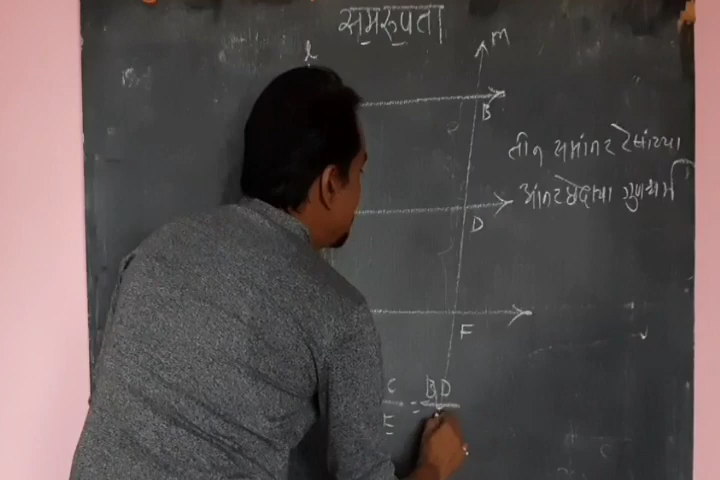 समरुपता
l
m
B
तीन समांतर रेषांच्या
आंतरछेदाचा गुणधर्म
D
F
C = BD
E